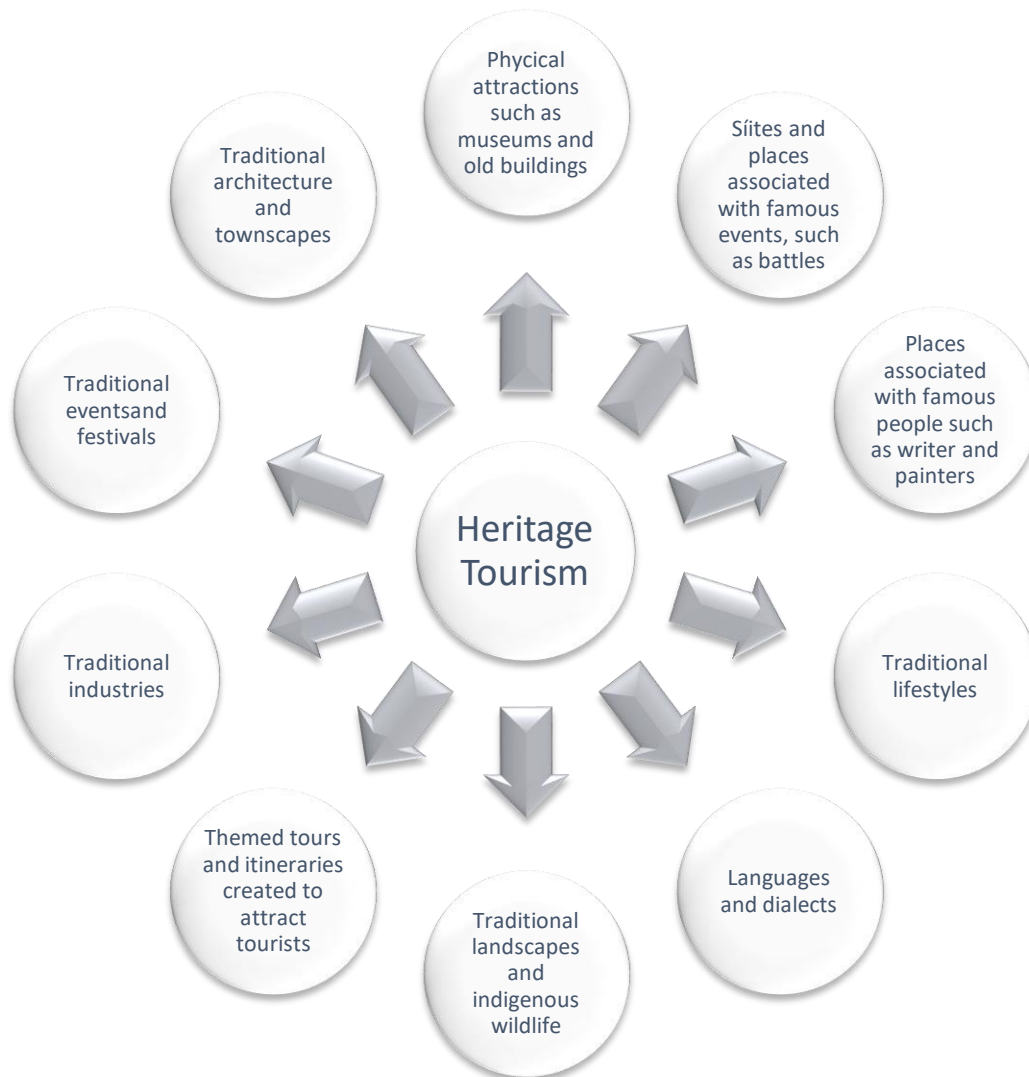 Heritage
Tourism
Phycical
attractions
such as
museums and
old buildings
Síites and
places
associated
with famous
events, such
as battles
Places
associated
with famous
people such
as writer and
painters
Traditional
lifestyles
Languages
and dialects
Traditional
landscapes
and
indigenous
wildlife
Themed tours
and itineraries
created to
attract
tourists
Traditional
industries
Traditional
eventsand
festivals
Traditional
architecture
and
townscapes